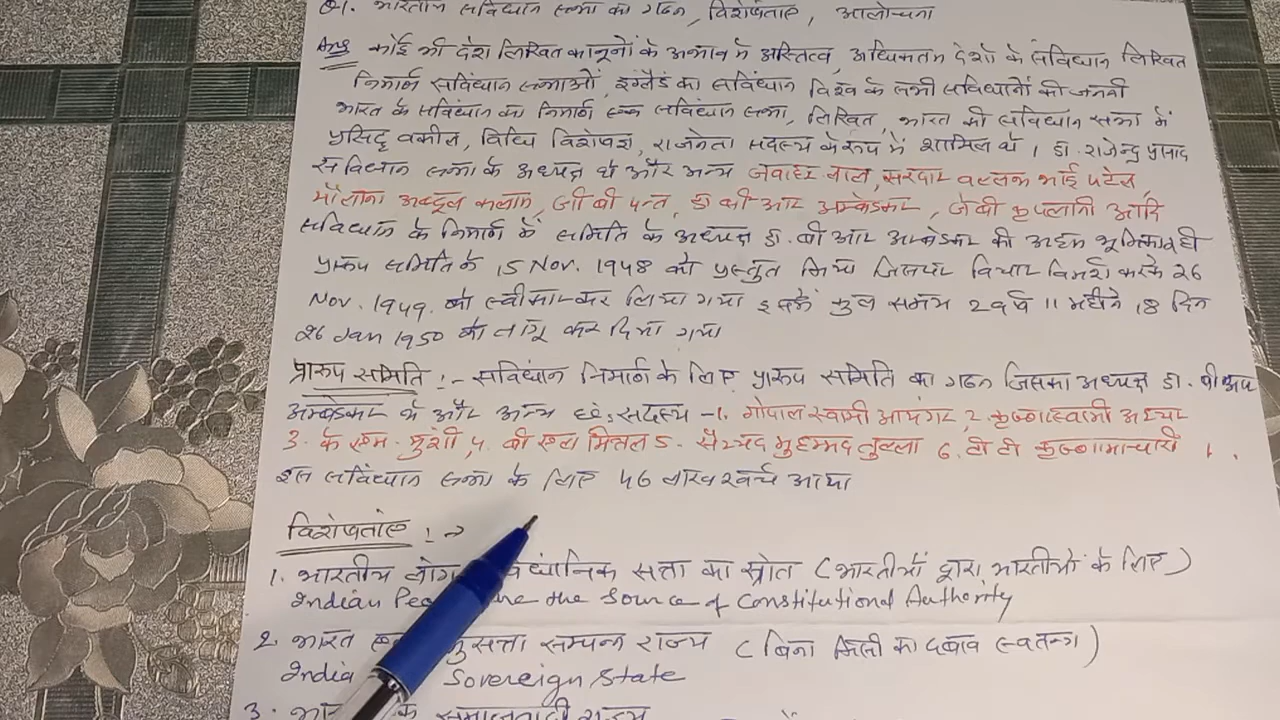 Q1. भारतीय संविधान सभा का गठन, विशेषताएं, आलोचना
Ans कोई भी देश लिखित कानूनों के अभाव मे अस्तित्व, अधिकतम देशों के संविधान लिखित
निर्माण संविधान सभाओं, इंग्लैंड का संविधान विश्व के सभी संविधानों की जननी
भारत के संविधान का निर्माण एक संविधान सभा, लिखित, भारत की संविधान सभा में
प्रसिद्ध वकील, विधि विशेषज्ञ, राजनेता सदस्य के रूप में शामिल थे। डा. राजेन्द्र प्रसाद
संविधान सभा के अध्यक्ष थे और अन्य जवाहर लाल, सरदार वल्लभ भाई पटेल,
मौलाना अब्दुल कलाम, जी बी पन्त, डा बी आर अम्बेडकर, जे बी कृपलानी आदि
संविधान के निर्माण में समिति के अध्यक्ष डा. बी आर अम्बेडकर की अहम भूमिका रही
प्रारूप समिति के 15 Nov. 1948 को प्रस्तुत किया जिसपर विचार विमर्श करके 26
Nov. 1949. को स्वीकार कर लिया गया इसमें कुल समय 2 वर्ष 11 महीने 18 दिन
26 Jan 1950 को लागू कर दिया गया
प्रारूप समिति :- संविधान निर्माण के लिए प्रारूप समिति का गठन जिसका अध्यक्ष डा. बी आर
अम्बेडकर थे और अन्य छः सदस्य - 1. गोपाल स्वामी आयंगर, 2. कृष्णास्वामी अय्यर
3. के एम. मुंशी, 4. बी एल मित्तल 5. सैय्यद मुहम्मद तुल्ला 6. टी टी कृष्णामाचारी ।.
इस संविधान सभा के लिए 46 लाख खर्च आया
विशेषताएं :->
1. भारतीय लोग संवैधानिक सत्ता का स्रोत (भारतीयों द्वारा भारतीयों के लिए)
Indian the Source of Constitutional Authority
2. भारत सम्पन्न राज्य (बिना किसी का दबाव स्वतन्त्र)
India Sovereign State
3. समाजवादी राज्य